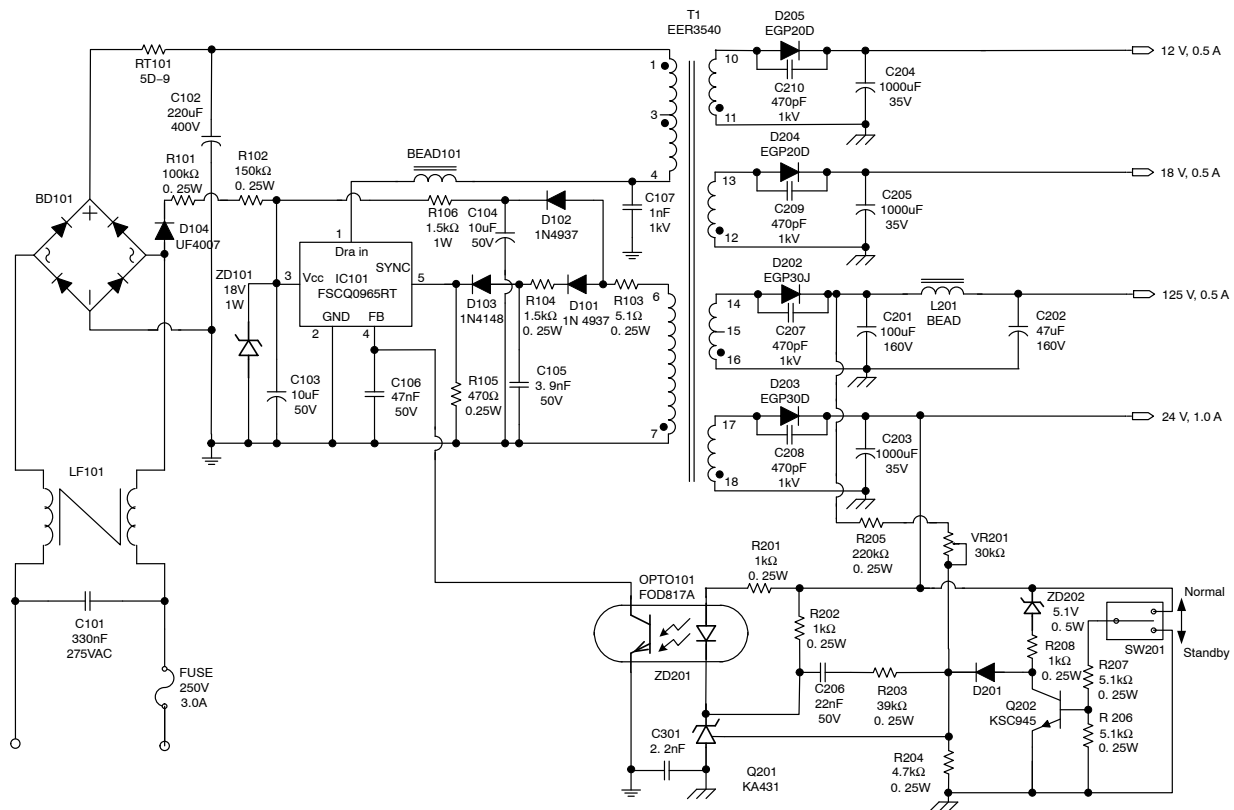 T1
EER3540
RT101
5D-9
C102
220uF
400V
R101
100kΩ
0. 25W
R102
150kΩ
0. 25W
BD101
D104
UF4007
BEAD101
1
3
4
C107
1nF
1kV
R106
1.5kΩ
1W
C104
10uF
50V
D102
1N4937
1
Dra in
SYNC
3
Vcc
IC101
FSCQ0965RT
5
GND
FB
2
4
ZD101
18V
1W
D103
1N4148
R104
1.5kΩ
0. 25W
D101
1N 4937
R103
5.1Ω
0. 25W
6
7
C103
10uF
50V
C106
47nF
50V
R105
470Ω
0.25W
C105
3. 9nF
50V
LF101
C101
330nF
275VAC
FUSE
250V
3.0A
10
11
D205
EGP20D
C210
470pF
1kV
C204
1000uF
35V
12 V, 0.5 A
13
12
D204
EGP20D
C209
470pF
1kV
C205
1000uF
35V
18 V, 0.5 A
14
15
16
D202
EGP30J
C207
470pF
1kV
C201
100uF
160V
L201
BEAD
C202
47uF
160V
125 V, 0.5 A
17
18
D203
EGP30D
C208
470pF
1kV
C203
1000uF
35V
24 V, 1.0 A
R205
220kΩ
0. 25W
VR201
30kΩ
OPTO101
FOD817A
R201
1kΩ
0. 25W
R202
1kΩ
0. 25W
ZD201
C206
22nF
50V
R203
39kΩ
0. 25W
D201
ZD202
5.1V
0. 5W
R208
1kΩ
0. 25W
Normal
SW201
Standby
R207
5.1kΩ
0. 25W
Q202
KSC945
R 206
5.1kΩ
0. 25W
C301
2. 2nF
Q201
KA431
R204
4.7kΩ
0. 25W